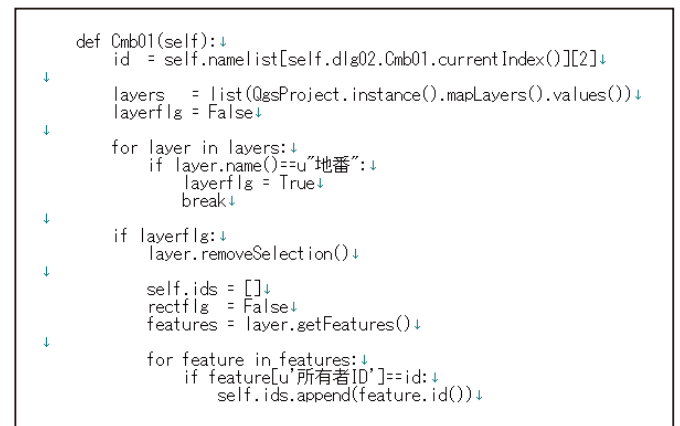 def Cmb01(self):↓
id  = self.namelist[self.dlg02.Cmb01.currentIndex()][2]↓
↓
layers   = list(QgsProject.instance().mapLayers().values())↓
layerflg = False↓
↓
for layer in layers:↓
if layer.name()==u"地番":↓
layerflg = True↓
break↓
↓
if layerflg:↓
layer.removeSelection()↓
↓
self.ids = []↓
rectflg  = False↓
features = layer.getFeatures()↓
↓
for feature in features:↓
if feature[u'所有者ID']==id:↓
self.ids.append(feature.id())↓